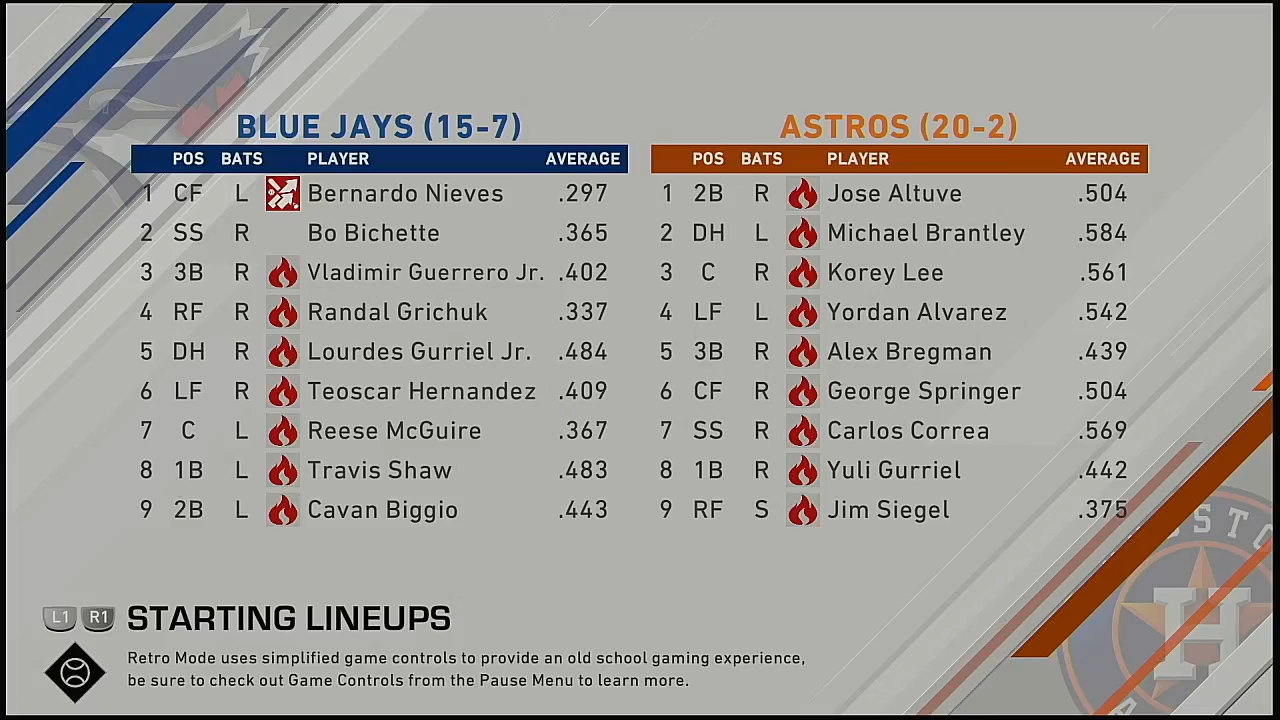 BLUE JAYS (15-7)
POS BATS PLAYER AVERAGE
1 CF L Bernardo Nieves .297
2 SS R Bo Bichette .365
3 3B R Vladimir Guerrero Jr. .402
4 RF R Randal Grichuk .337
5 DH R Lourdes Gurriel Jr. .484
6 LF R Teoscar Hernandez .409
7 C L Reese McGuire .367
8 1B L Travis Shaw .483
9 2B L Cavan Biggio .443
ASTROS (20-2)
POS BATS PLAYER AVERAGE
1 2B R Jose Altuve .504
2 DH L Michael Brantley .584
3 C R Korey Lee .561
4 LF L Yordan Alvarez .542
5 3B R Alex Bregman .439
6 CF R George Springer .504
7 SS R Carlos Correa .569
8 1B R Yuli Gurriel .442
9 RF S Jim Siegel .375
L1 R1 STARTING LINEUPS
Retro Mode uses simplified game controls to provide an old school gaming experience,
be sure to check out Game Controls from the Pause Menu to learn more.
H